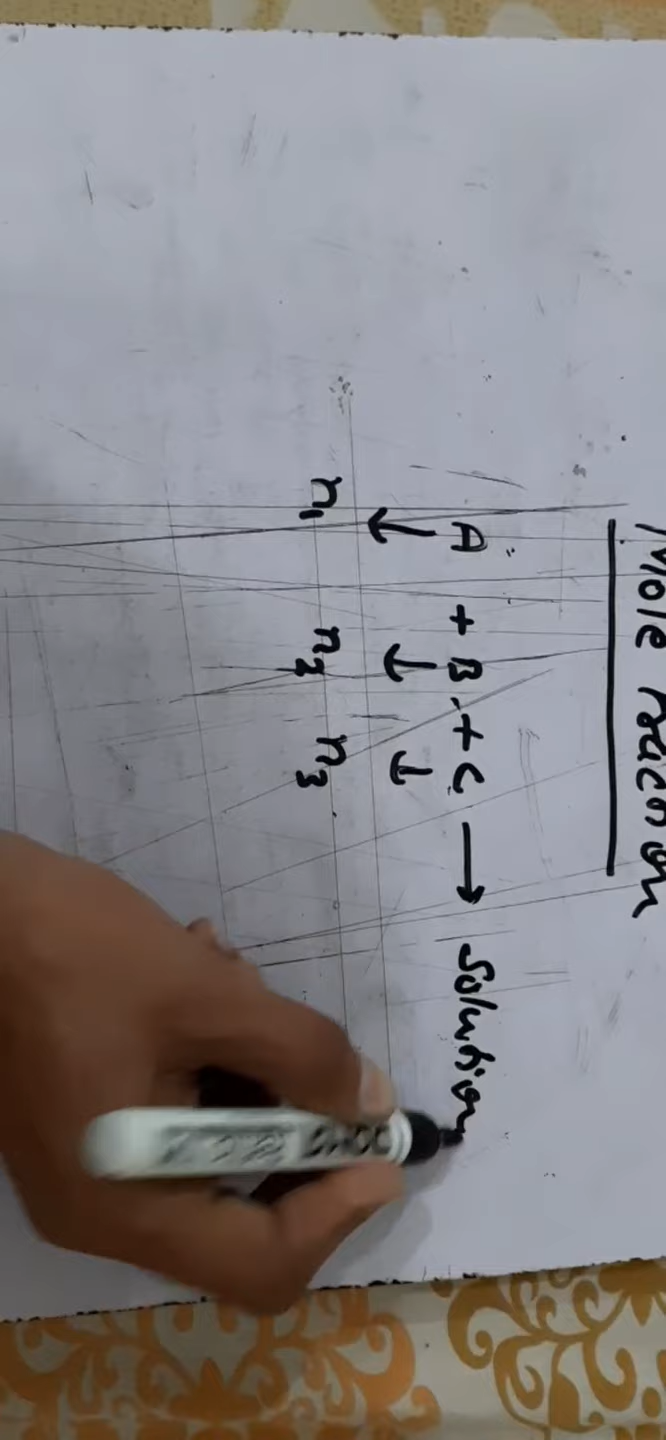 Mole fraction
A + B + C → Solution
↓ ↓ ↓
n₁ n₂ n₃